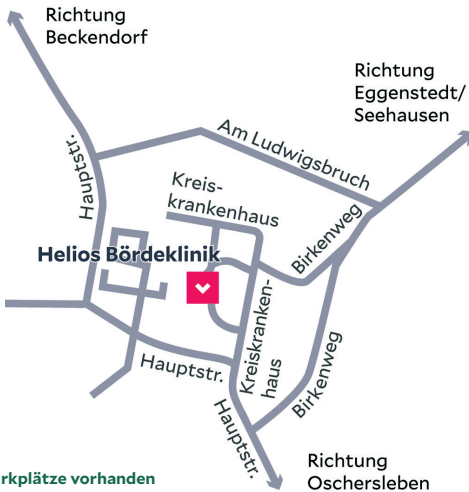 Richtung
Beckendorf
Richtung
Eggenstedt/
Seehausen
Am Ludwigsbruch
Hauptstr.
Kreis-
krankenhaus
Birkenweg
Helios Bördeklinik
Kreiskranken-
haus
Hauptstr.
Birkenweg
Hauptstr.
Richtung
Oschersleben
rkplätze vorhanden